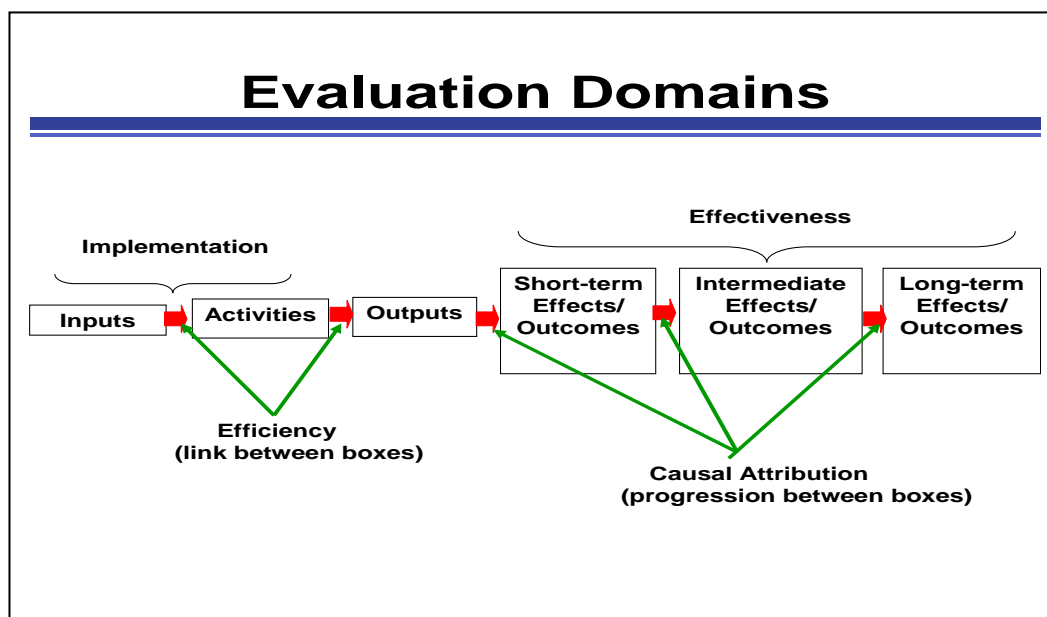 Evaluation Domains
Effectiveness
Implementation
Inputs
Activities
Outputs
Short-term
Effects/
Outcomes
Intermediate
Effects/
Outcomes
Long-term
Effects/
Outcomes
Efficiency
(link between boxes)
Causal Attribution
(progression between boxes)